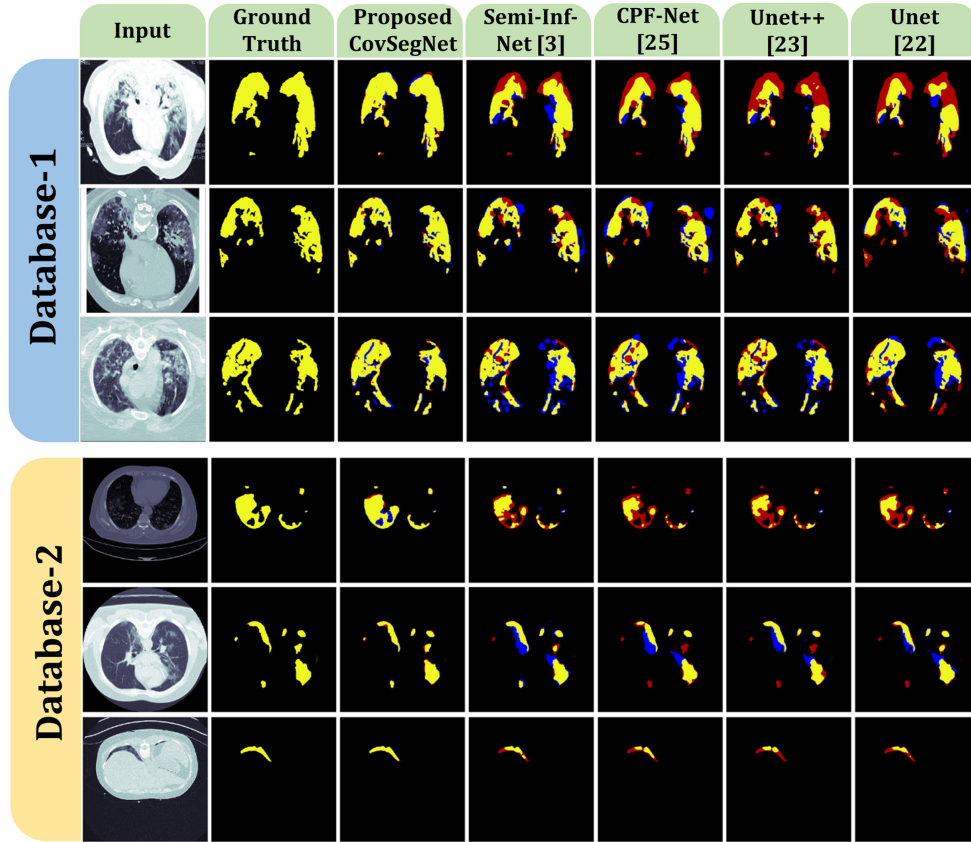 Input
Ground
Truth
Proposed
CovSegNet
Semi-Inf-
Net [3]
CPF-Net
[25]
Unet++
[23]
Unet
[22]
Database-1
Database-2